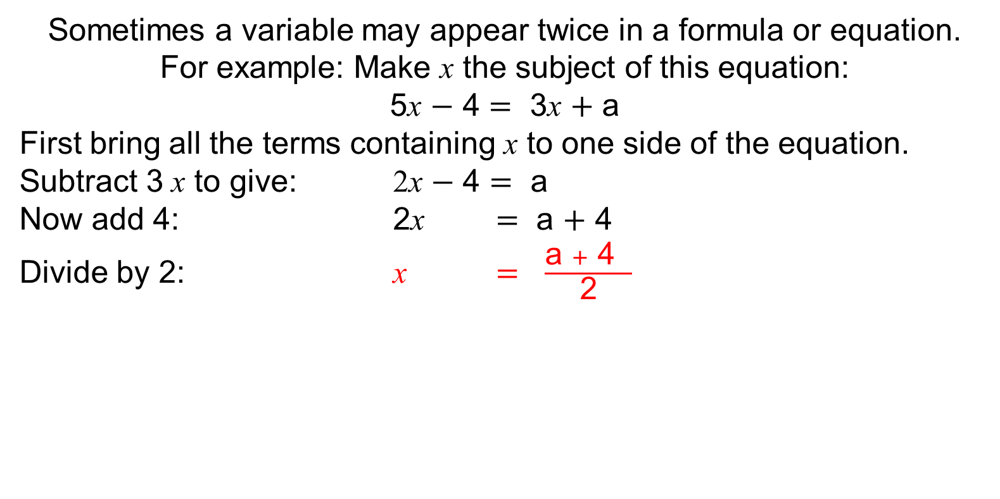 Sometimes a variable may appear twice in a formula or equation.
For example: Make x the subject of this equation:
5x − 4 = 3x + a
First bring all the terms containing x to one side of the equation.
Subtract 3 x to give: 2x − 4 = a
Now add 4: 2x = a + 4
Divide by 2: x = a + 4
2